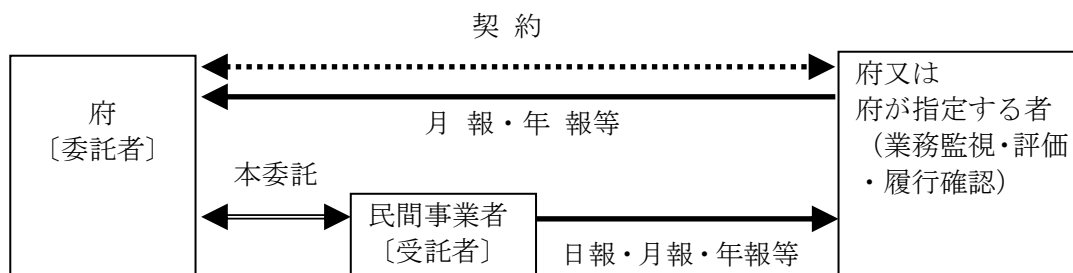 契 約
府
〔委託者〕
府又は
府が指定する者
（業務監視・評価
・履行確認）
月 報・年 報等
本委託
民間事業者
〔受託者〕
日報・月報・年報等